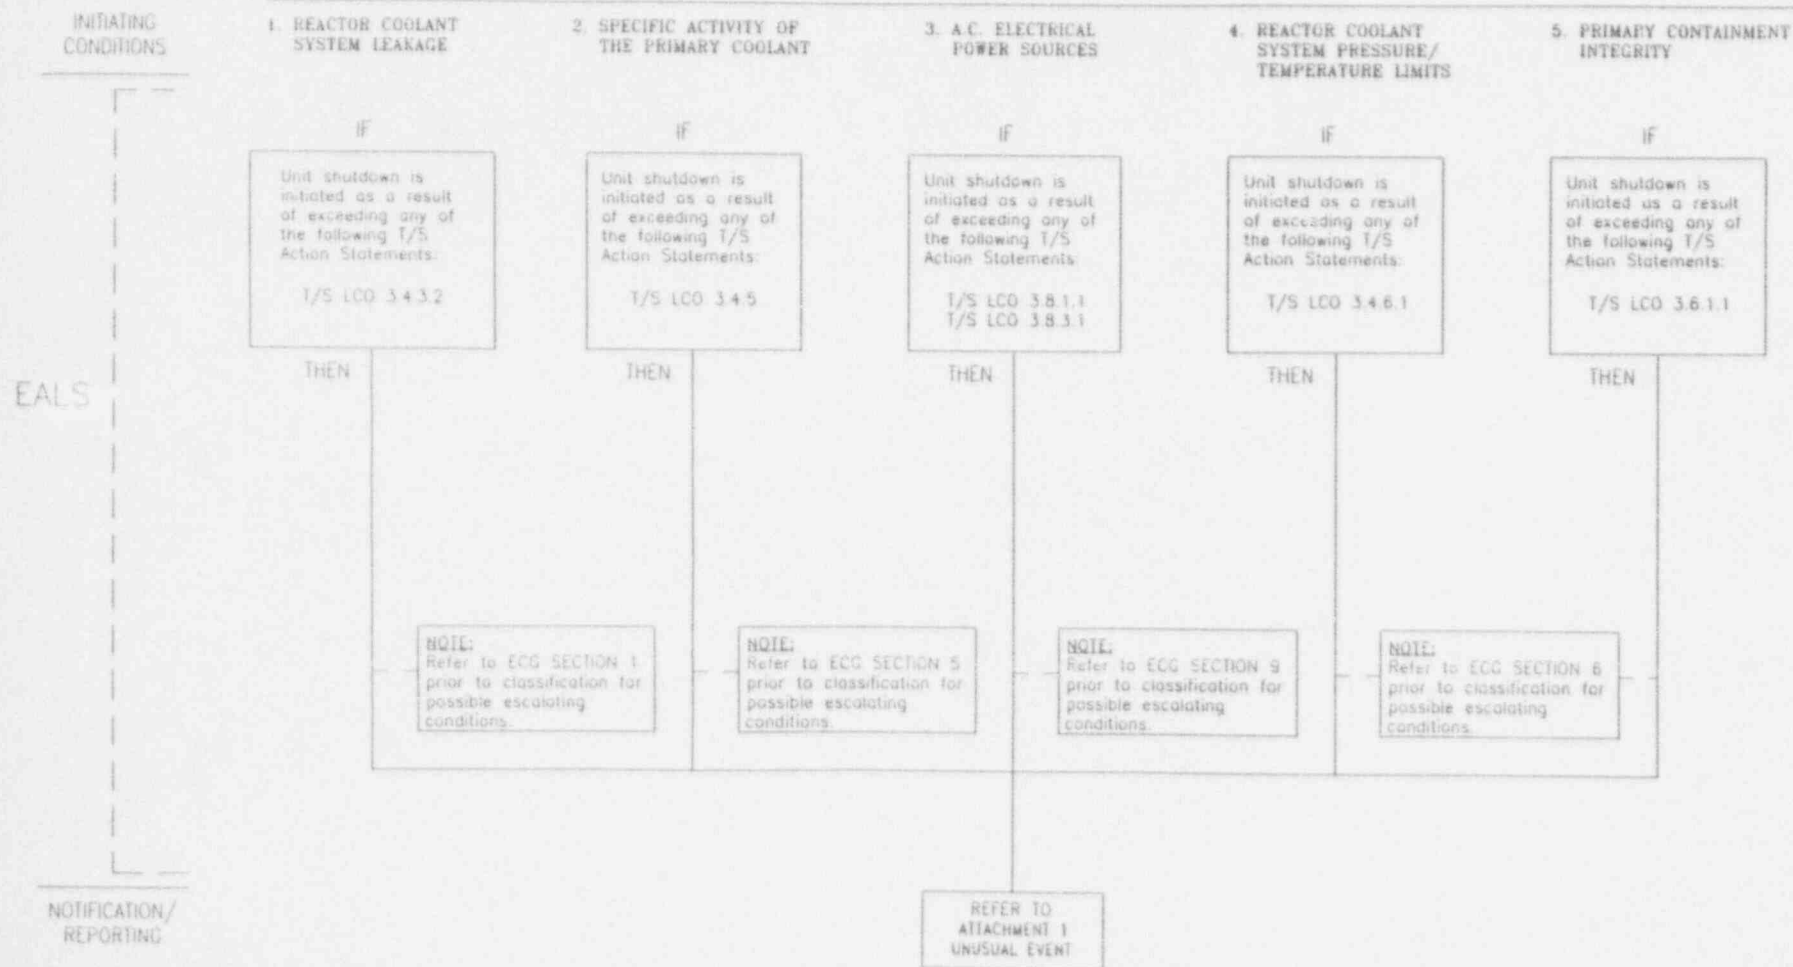 INITIATING
CONDITIONS
1. REACTOR COOLANT
SYSTEM LEAKAGE
2. SPECIFIC ACTIVITY OF
THE PRIMARY COOLANT
3. A.C. ELECTRICAL
POWER SOURCES
4. REACTOR COOLANT
SYSTEM PRESSURE/
TEMPERATURE LIMITS
5. PRIMARY CONTAINMENT
INTEGRITY
EALS
IF
Unit shutdown is
initiated as a result
of exceeding any of
the following T/S
Action Statements:
T/S LCO 3.4.3.2
THEN
IF
Unit shutdown is
initiated as a result
of exceeding any of
the following T/S
Action Statements:
T/S LCO 3.4.5
THEN
IF
Unit shutdown is
initiated as a result
of exceeding any of
the following T/S
Action Statements
T/S LCO 3.8.1.1
T/S LCO 3.8.3.1
THEN
IF
Unit shutdown is
initiated as a result
of exceeding any of
the following T/S
Action Statements:
T/S LCO 3.4.6.1
THEN
IF
Unit shutdown is
initiated as a result
of exceeding any of
the following T/S
Action Statements:
T/S LCO 3.6.1.1
THEN
NOTE:
Refer to ECG SECTION 1
prior to classification for
possible escalating
conditions.
NOTE:
Refer to ECG SECTION 5
prior to classification for
possible escalating
conditions.
NOTE:
Refer to ECG SECTION 9
prior to classification for
possible escalating
conditions.
NOTE:
Refer to ECG SECTION 6
prior to classification for
possible escalating
conditions.
NOTIFICATION/
REPORTING
REFER TO
ATTACHMENT 1
UNUSUAL EVENT